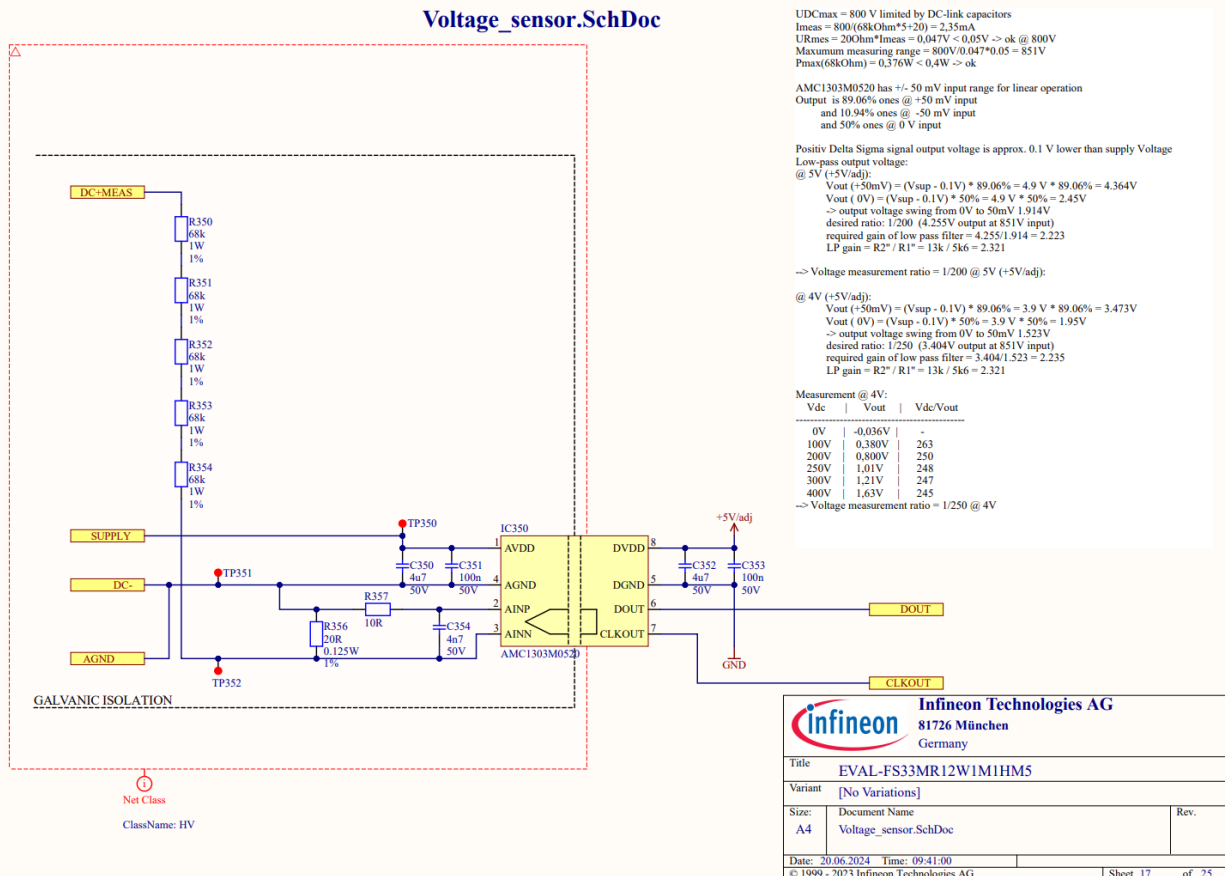 Voltage_sensor.SchDoc
UDCmax = 800 V limited by DC-link capacitors
Imeas = 800/(68kOhm*5+20) = 2,35mA
URmes = 20Ohm*Imeas = 0,047V < 0,05V -> ok @ 800V
Maxumum measuring range = 800V/0.047*0.05 = 851V
Pmax(68kOhm) = 0,376W < 0,4W -> ok
AMC1303M0520 has +/- 50 mV input range for linear operation
Output is 89.06% ones @ +50 mV input
and 10.94% ones @ -50 mV input
and 50% ones @ 0 V input
Positiv Delta Sigma signal output voltage is approx. 0.1 V lower than supply Voltage
Low-pass output voltage:
@ 5V (+5V/adj):
Vout (+50mV) = (Vsup - 0.1V) * 89.06% = 4.9 V * 89.06% = 4.364V
Vout ( 0V) = (Vsup - 0.1V) * 50% = 4.9 V * 50% = 2.45V
-> output voltage swing from 0V to 50mV 1.914V
desired ratio: 1/200 (4.255V output at 851V input)
required gain of low pass filter = 4.255/1.914 = 2.223
LP gain = R2" / R1" = 13k / 5k6 = 2.321
--> Voltage measurement ratio = 1/200 @ 5V (+5V/adj):
@ 4V (+5V/adj):
Vout (+50mV) = (Vsup - 0.1V) * 89.06% = 3.9 V * 89.06% = 3.473V
Vout ( 0V) = (Vsup - 0.1V) * 50% = 3.9 V * 50% = 1.95V
-> output voltage swing from 0V to 50mV 1.523V
desired ratio: 1/250 (3.404V output at 851V input)
required gain of low pass filter = 3.404/1.523 = 2.235
LP gain = R2" / R1" = 13k / 5k6 = 2.321
Measurement @ 4V:
Vdc | Vout | Vdc/Vout
---------------------------------------------
0V | -0,036V | -
100V | 0,380V | 263
200V | 0,800V | 250
250V | 1,01V | 248
300V | 1,21V | 247
400V | 1,63V | 245
--> Voltage measurement ratio = 1/250 @ 4V
DC+MEAS
R350
68k
1W
1%
R351
68k
1W
1%
R352
68k
1W
1%
R353
68k
1W
1%
R354
68k
1W
1%
SUPPLY
DC-
AGND
TP350
TP351
TP352
R356
20R
0.125W
1%
R357
10R
C350
4u7
50V
C351
100n
50V
C354
4n7
50V
IC350
1 AVDD
4 AGND
2 AINP
3 AINN
DVDD 8
DGND 5
DOUT 6
CLKOUT 7
AMC1303M0520
+5V/adj
C352
4u7
50V
C353
100n
50V
GND
DOUT
CLKOUT
GALVANIC ISOLATION
i
Net Class
ClassName: HV
infineon
Infineon Technologies AG
81726 München
Germany
Title
EVAL-FS33MR12W1M1HM5
Variant
[No Variations]
Size:
A4
Document Name
Voltage_sensor.SchDoc
Rev.
Date: 20.06.2024 Time: 09:41:00
© 1999 - 2023 Infineon Technologies AG
Sheet 17 of 25